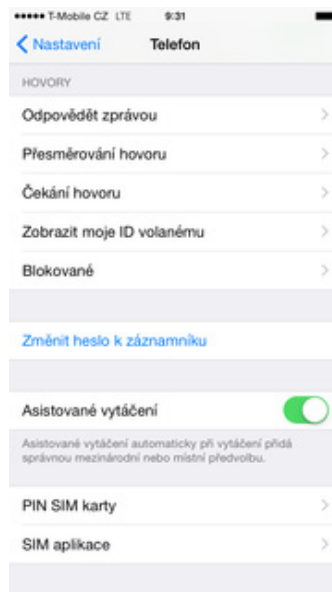 T-Mobile CZ LTE 9:31
Nastavení Telefon
HOVORY
Odpovědět zprávou
Přesměrování hovoru
Čekání hovoru
Zobrazit moje ID volanému
Blokované
Změnit heslo k záznamníku
Asistované vytáčení
Asistované vytáčení automaticky při vytáčení přidá
správnou mezinárodní nebo místní předvolbu.
PIN SIM karty
SIM aplikace